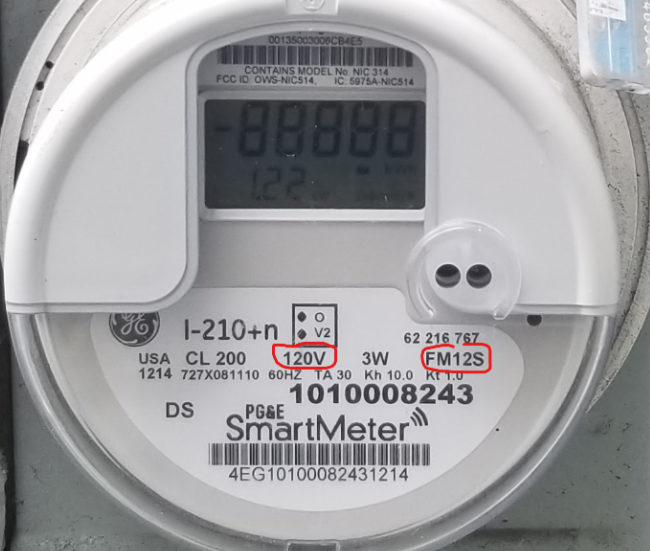 00135003006CB4E5
CONTAINS MODEL No. NIC 314
FCC ID: OWS-NIC514, IC: 5975A-NIC514
-88888
1.22
GE
I-210+n
O
V2
62 216 767
USA CL 200 120V 3W FM12S
1214 727X081110 60HZ TA 30 Kh 10.0 Kt 1.0
1010008243
DS PG&E
SmartMeter
4EG10100082431214